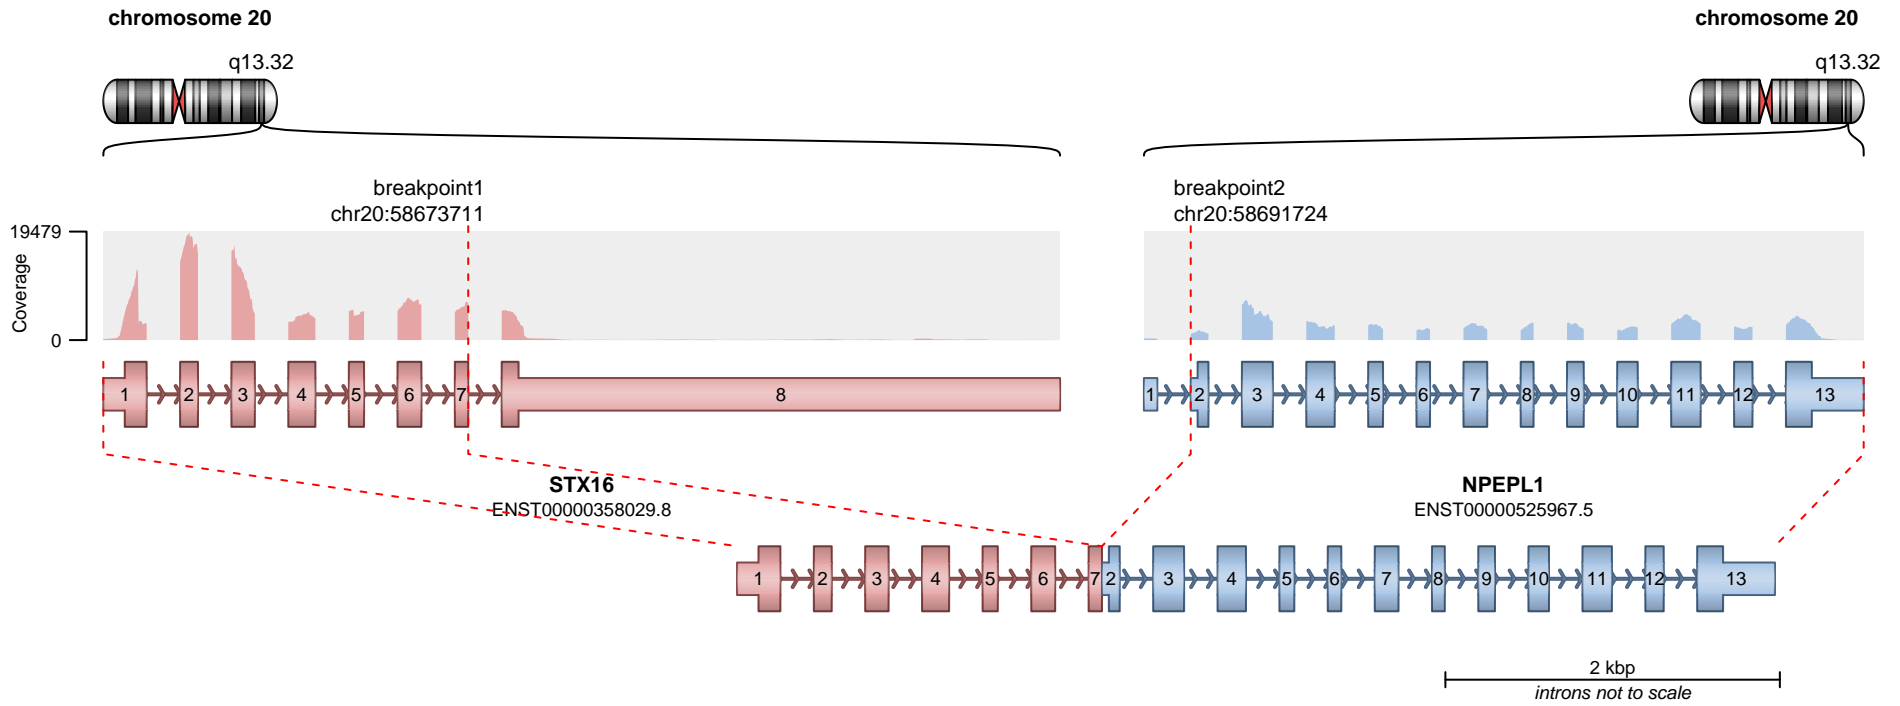 chromosome 20
chromosome 20
q13.32
q13.32
breakpoint1
chr20:58673711
breakpoint2
chr20:58691724
19479
Coverage
0
1 2 3 4 5 6 7 8
1 2 3 4 5 6 7 8 9 10 11 12 13
STX16
ENST00000358029.8
NPEPL1
ENST00000525967.5
1 2 3 4 5 6 7 2 3 4 5 6 7 8 9 10 11 12 13
2 kbp
introns not to scale